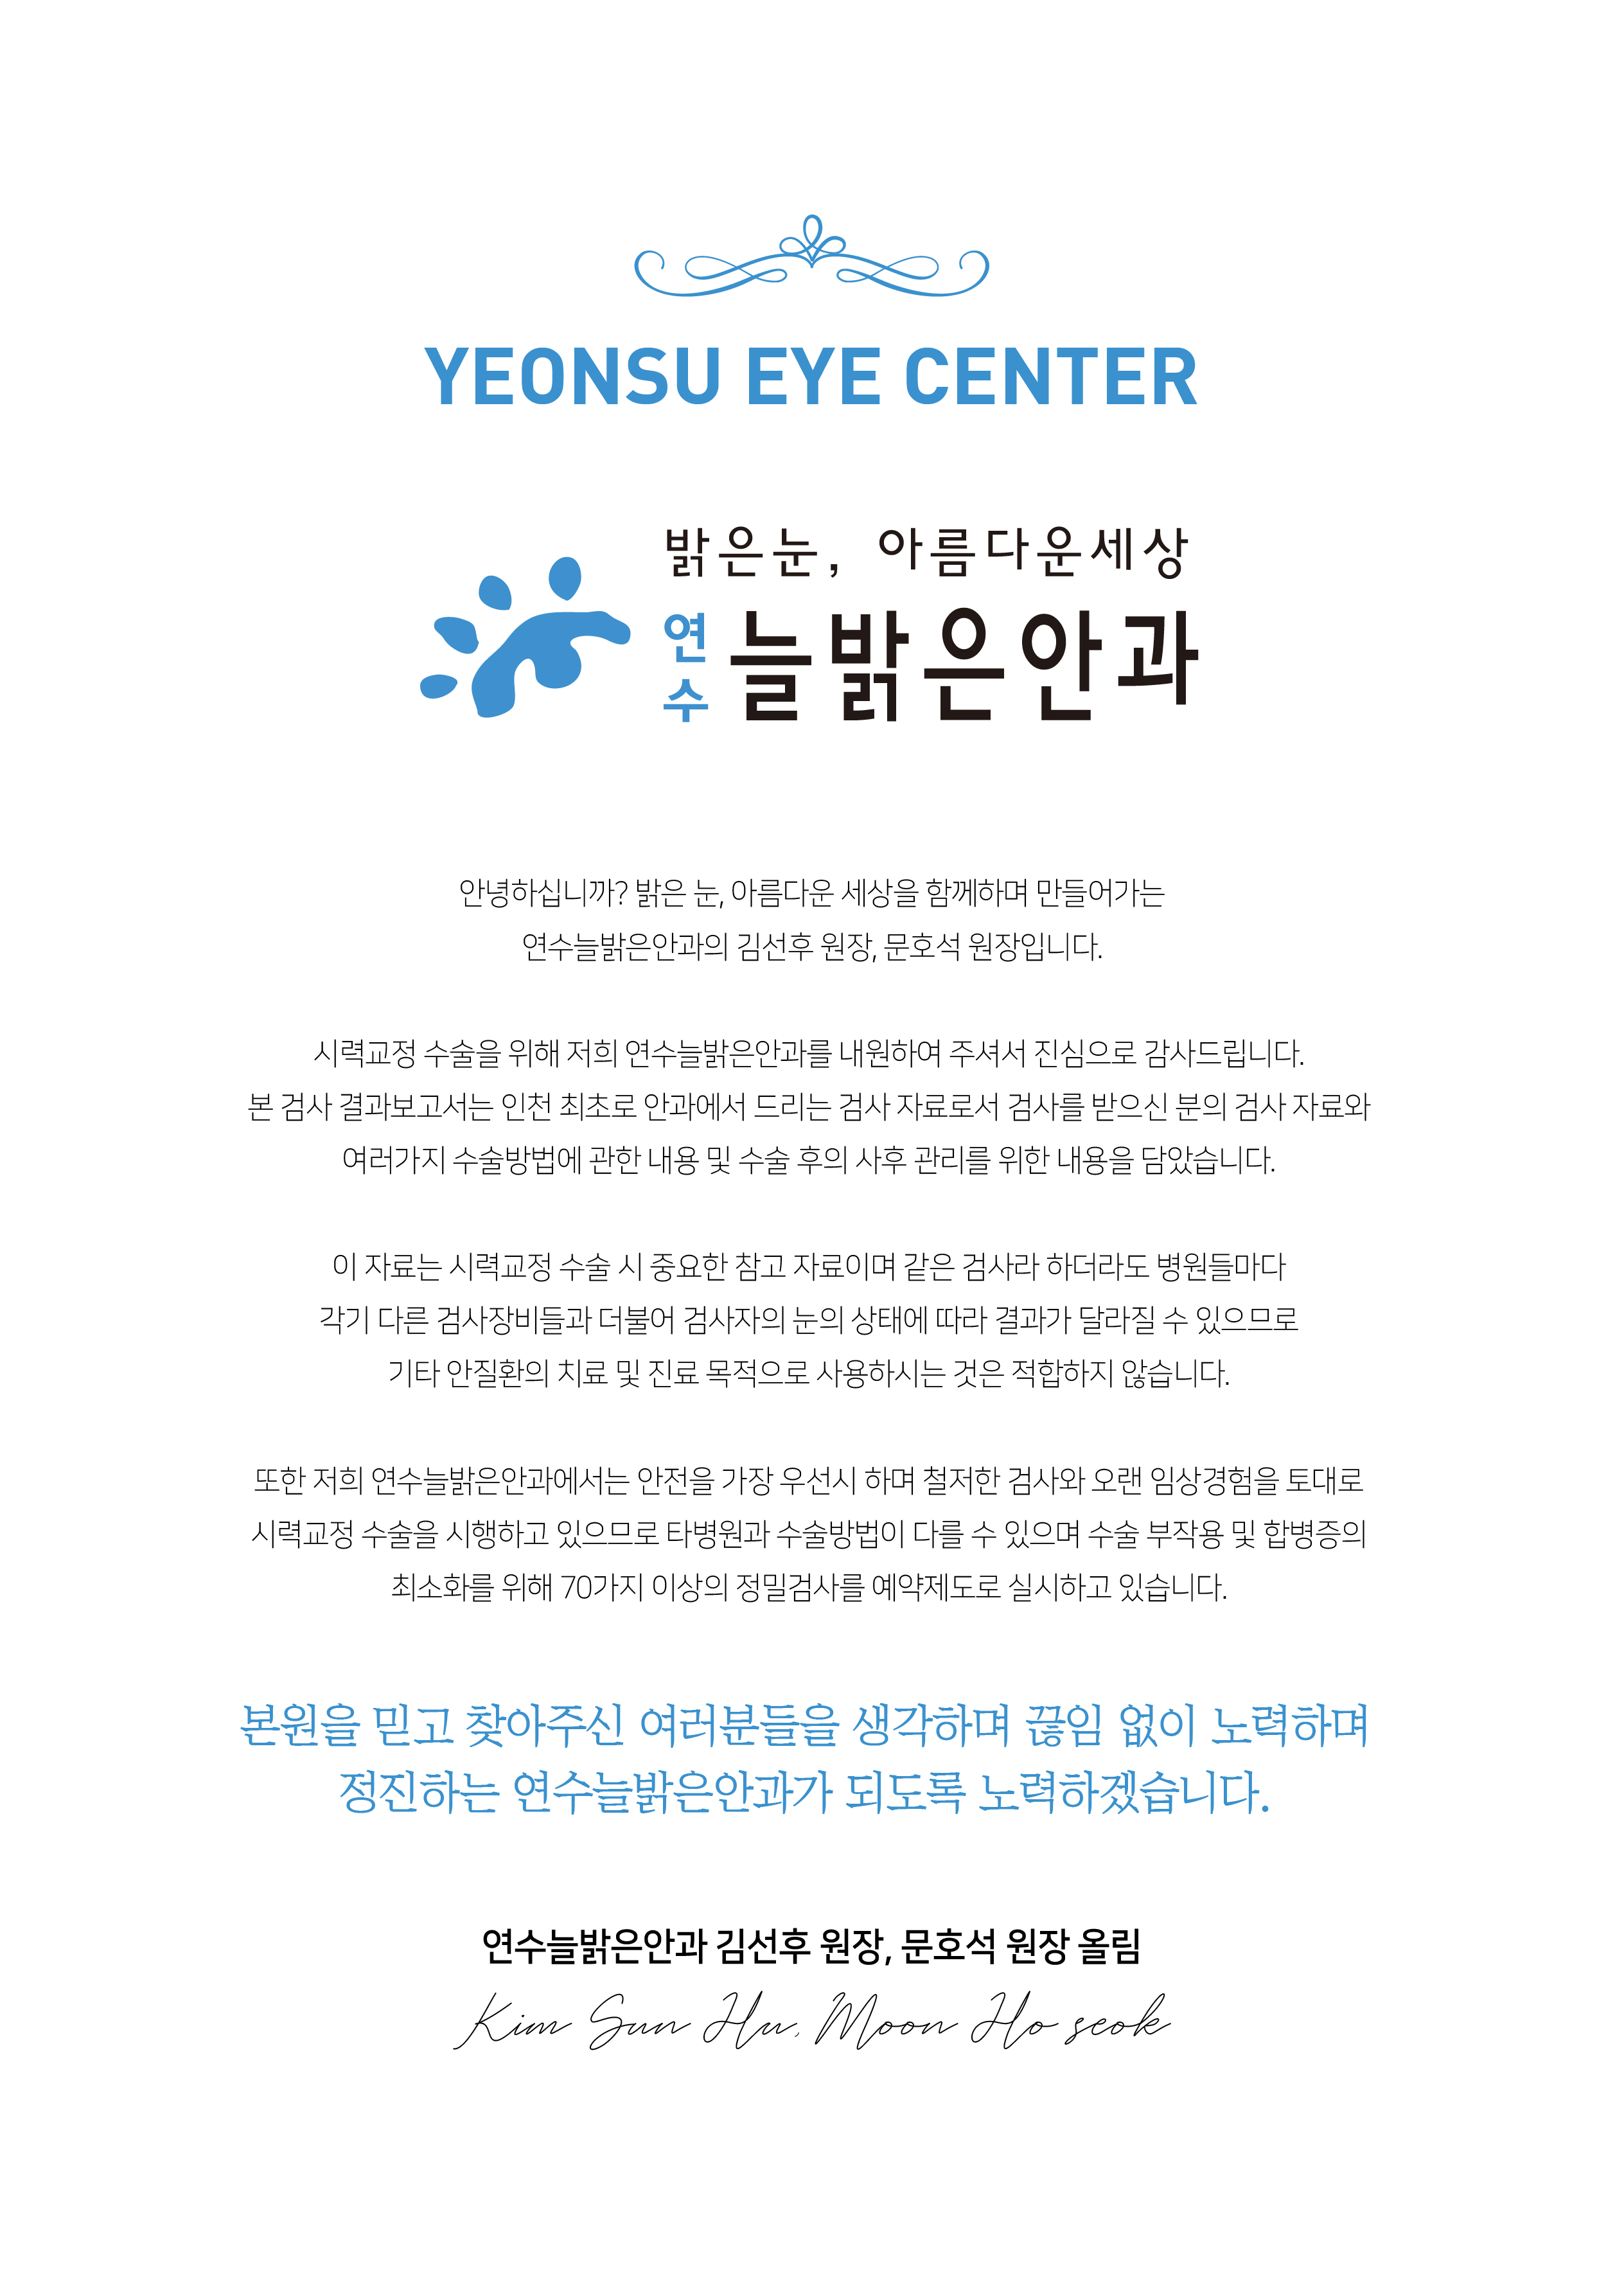 YEONSU EYE CENTER
밝은눈, 아름다운세상
연수 늘밝은안과
안녕하십니까? 밝은 눈, 아름다운 세상을 함께하며 만들어가는
연수늘밝은안과의 김선후 원장, 문호석 원장입니다.
시력교정 수술을 위해 저희 연수늘밝은안과를 내원하여 주셔서 진심으로 감사드립니다.
본 검사 결과보고서는 인천 최초로 안과에서 드리는 검사 자료로서 검사를 받으신 분의 검사 자료와
여러가지 수술방법에 관한 내용 및 수술 후의 사후 관리를 위한 내용을 담았습니다.
이 자료는 시력교정 수술 시 중요한 참고 자료이며 같은 검사라 하더라도 병원들마다
각기 다른 검사장비들과 더불어 검사자의 눈의 상태에 따라 결과가 달라질 수 있으므로
기타 안질환의 치료 및 진료 목적으로 사용하시는 것은 적합하지 않습니다.
또한 저희 연수늘밝은안과에서는 안전을 가장 우선시 하며 철저한 검사와 오랜 임상경험을 토대로
시력교정 수술을 시행하고 있으므로 타병원과 수술방법이 다를 수 있으며 수술 부작용 및 합병증의
최소화를 위해 70가지 이상의 정밀검사를 예약제도로 실시하고 있습니다.
본원을 믿고 찾아주신 여러분들을 생각하며 끊임 없이 노력하며
정진하는 연수늘밝은안과가 되도록 노력하겠습니다.
연수늘밝은안과 김선후 원장, 문호석 원장 올림
Kim Sun Hu, Moon Ho seok